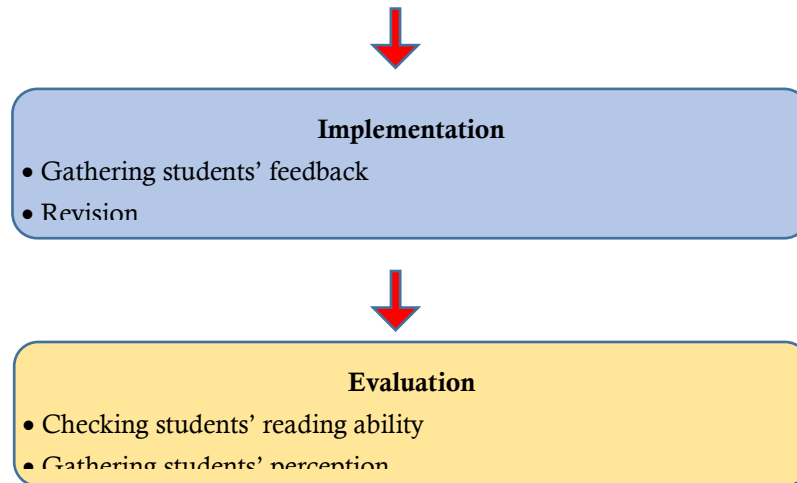 Implementation
• Gathering students’ feedback
• Revision
Evaluation
• Checking students’ reading ability
• Gathering students’ perception